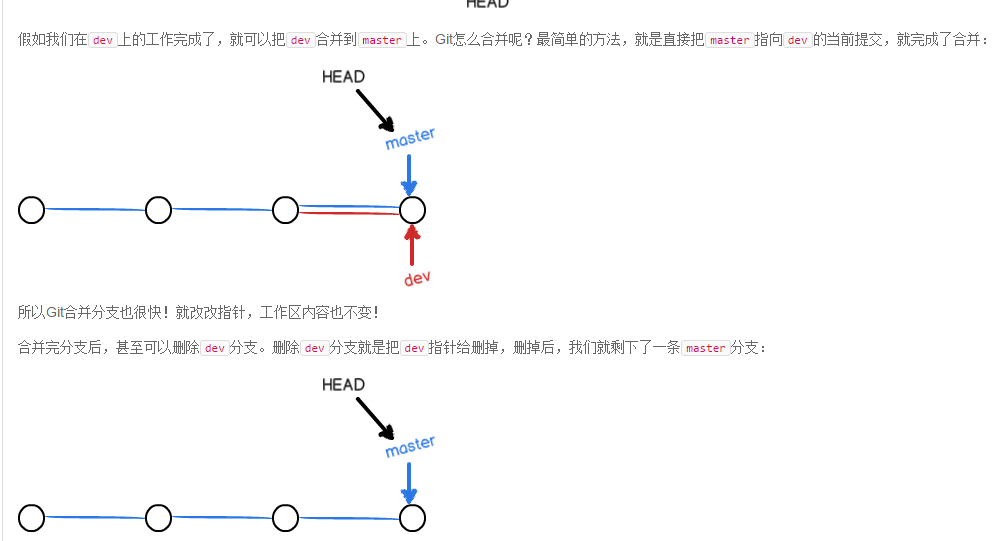 HEAD
假如我们在dev上的工作完成了，就可以把dev合并到master上。Git怎么合并呢？最简单的方法，就是直接把master指向dev的当前提交，就完成了合并：
HEAD
master
dev
所以Git合并分支也很快！就改改指针，工作区内容也不变！
合并完分支后，甚至可以删除dev分支。删除dev分支就是把dev指针给删掉，删掉后，我们就剩下了一条master分支：
HEAD
master